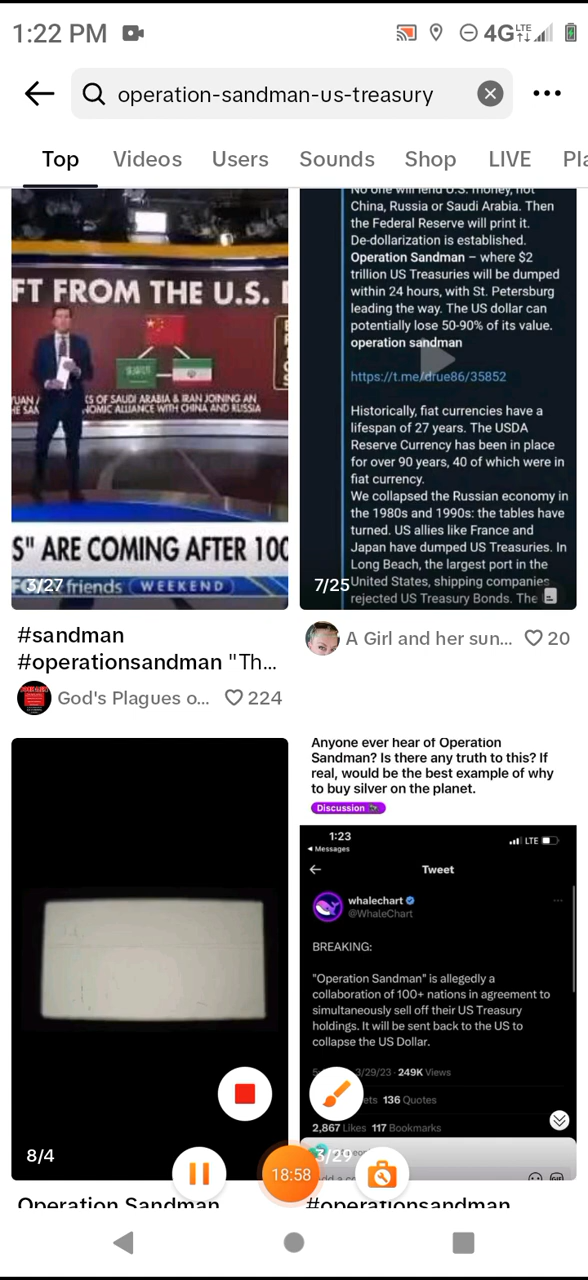 1:22 PM
4G LTE
operation-sandman-us-treasury
Top Videos Users Sounds Shop LIVE Pla
FT FROM THE U.S.
KS OF SAUDI ARABIA & IRAN JOINING AN
NOMIC ALLIANCE WITH CHINA AND RUSSIA
S" ARE COMING AFTER 100
friends WEEKEND
3/27
#sandman
#operationsandman "Th...
God's Plagues o... 224
No one will lend U.S. money, not
China, Russia or Saudi Arabia. Then
the Federal Reserve will print it.
De-dollarization is established.
Operation Sandman – where $2
trillion US Treasuries will be dumped
within 24 hours, with St. Petersburg
leading the way. The US dollar can
potentially lose 50-90% of its value.
operation sandman
https://t.me/drue86/35852
Historically, fiat currencies have a
lifespan of 27 years. The USDA
Reserve Currency has been in place
for over 90 years, 40 of which were in
fiat currency.
We collapsed the Russian economy in
the 1980s and 1990s: the tables have
turned. US allies like France and
Japan have dumped US Treasuries. In
Long Beach, the largest port in the
United States, shipping companies
rejected US Treasury Bonds. The
7/25
A Girl and her sun... 20
8/4
Operation Sandman
Anyone ever hear of Operation
Sandman? Is there any truth to this? If
real, would be the best example of why
to buy silver on the planet.
Discussion
1:23
LTE
Messages
Tweet
whalechart
@WhaleChart
BREAKING:
"Operation Sandman" is allegedly a
collaboration of 100+ nations in agreement to
simultaneously sell off their US Treasury
holdings. It will be sent back to the US to
collapse the US Dollar.
3/29/23 · 249K Views
136 Quotes
2,867 Likes 117 Bookmarks
3/29
#operationsandman
18:58